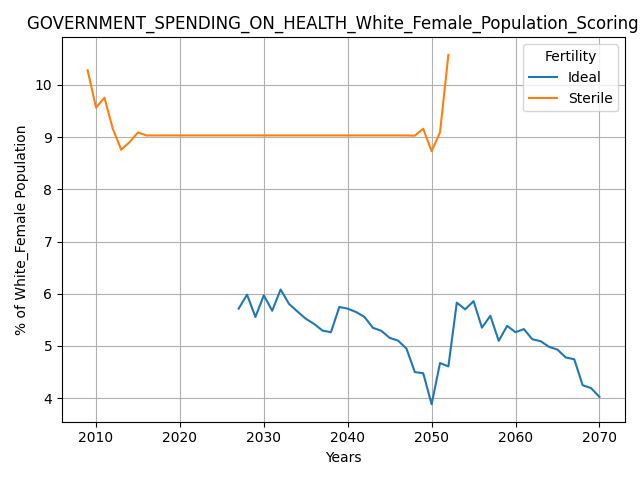 GOVERNMENT_SPENDING_ON_HEALTH_White_Female_Population_Scoring
% of White_Female Population
10
9
8
7
6
5
4
Fertility
Ideal
Sterile
2010
2020
2030
2040
2050
2060
2070
Years